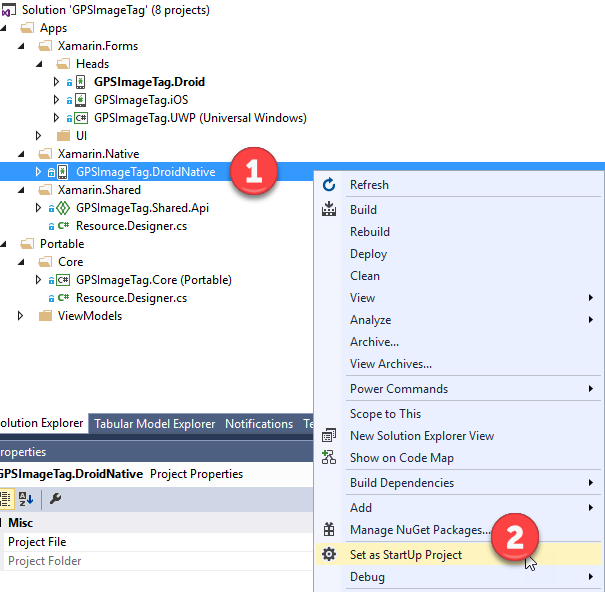 Solution 'GPSImageTag' (8 projects)
Apps
Xamarin.Forms
Heads
GPSImageTag.Droid
GPSImageTag.iOS
C# GPSImageTag.UWP (Universal Windows)
UI
Xamarin.Native
GPSImageTag.DroidNative
1
Xamarin.Shared
GPSImageTag.Shared.Api
C# Resource.Designer.cs
Portable
Core
C# GPSImageTag.Core (Portable)
C# Resource.Designer.cs
ViewModels
Refresh
Build
Rebuild
Deploy
Clean
View
Analyze
Archive...
View Archives...
Power Commands
Scope to This
New Solution Explorer View
Show on Code Map
Build Dependencies
Add
Manage NuGet Packages...
2
Set as StartUp Project
Debug
olution Explorer Tabular Model Explorer Notifications Te
roperties
GPSImageTag.DroidNative Project Properties
Misc
Project File
Project Folder